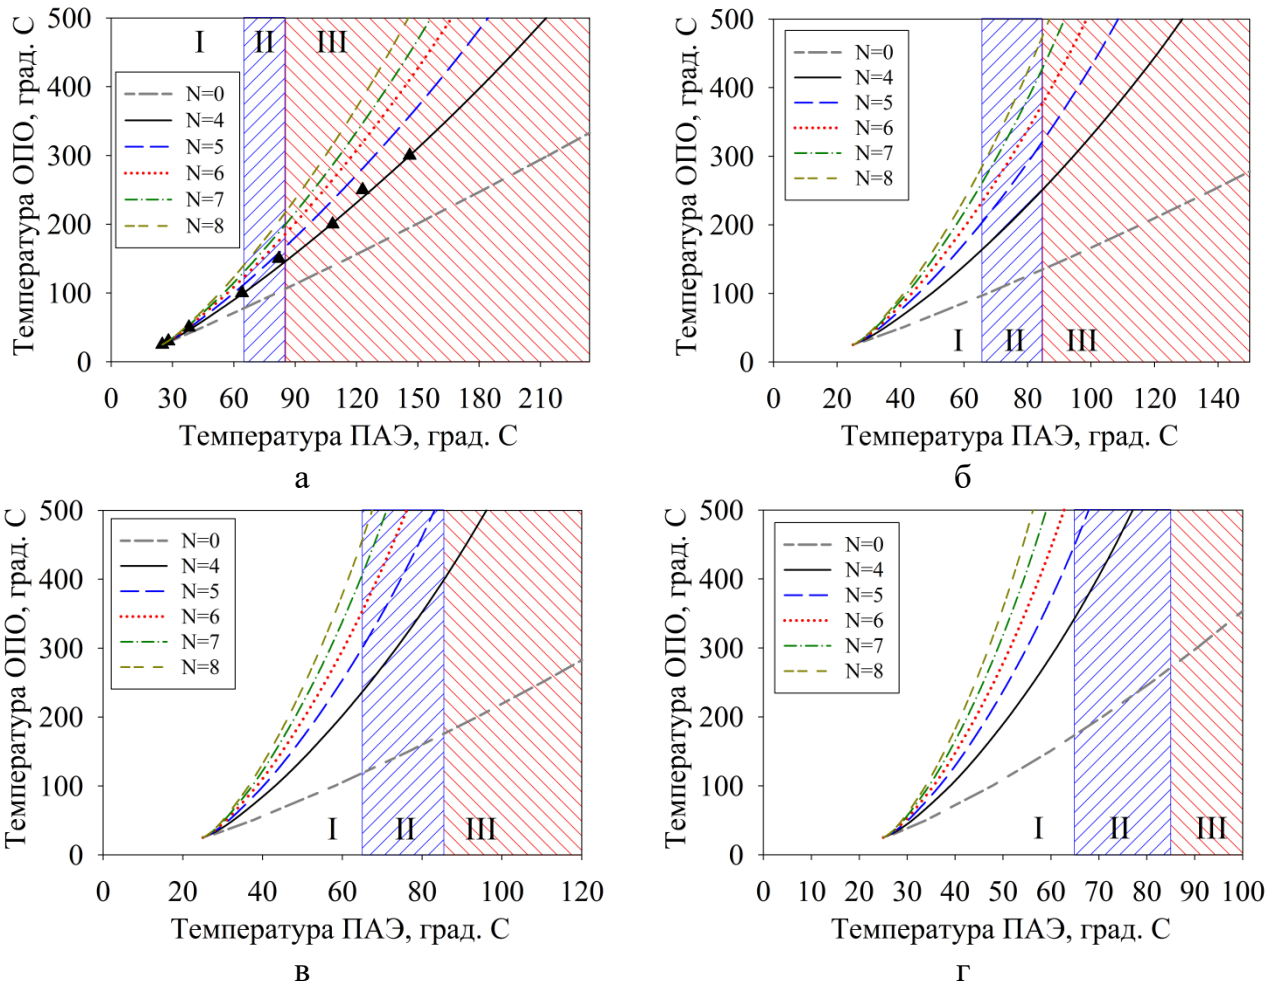 Температура ОПО, град. С
500
400
300
200
100
0
I
II
III
N=0
N=4
N=5
N=6
N=7
N=8
0 30 60 90 120 150 180 210
Температура ПАЭ, град. С
а
Температура ОПО, град. С
500
400
300
200
100
0
N=0
N=4
N=5
N=6
N=7
N=8
I
II
III
0 20 40 60 80 100 120 140
Температура ПАЭ, град. С
б
Температура ОПО, град. С
500
400
300
200
100
0
N=0
N=4
N=5
N=6
N=7
N=8
I
II
III
0 20 40 60 80 100 120
Температура ПАЭ, град. С
в
Температура ОПО, град. С
500
400
300
200
100
0
N=0
N=4
N=5
N=6
N=7
N=8
I
II
III
0 10 20 30 40 50 60 70 80 90 100
Температура ПАЭ, град. С
г